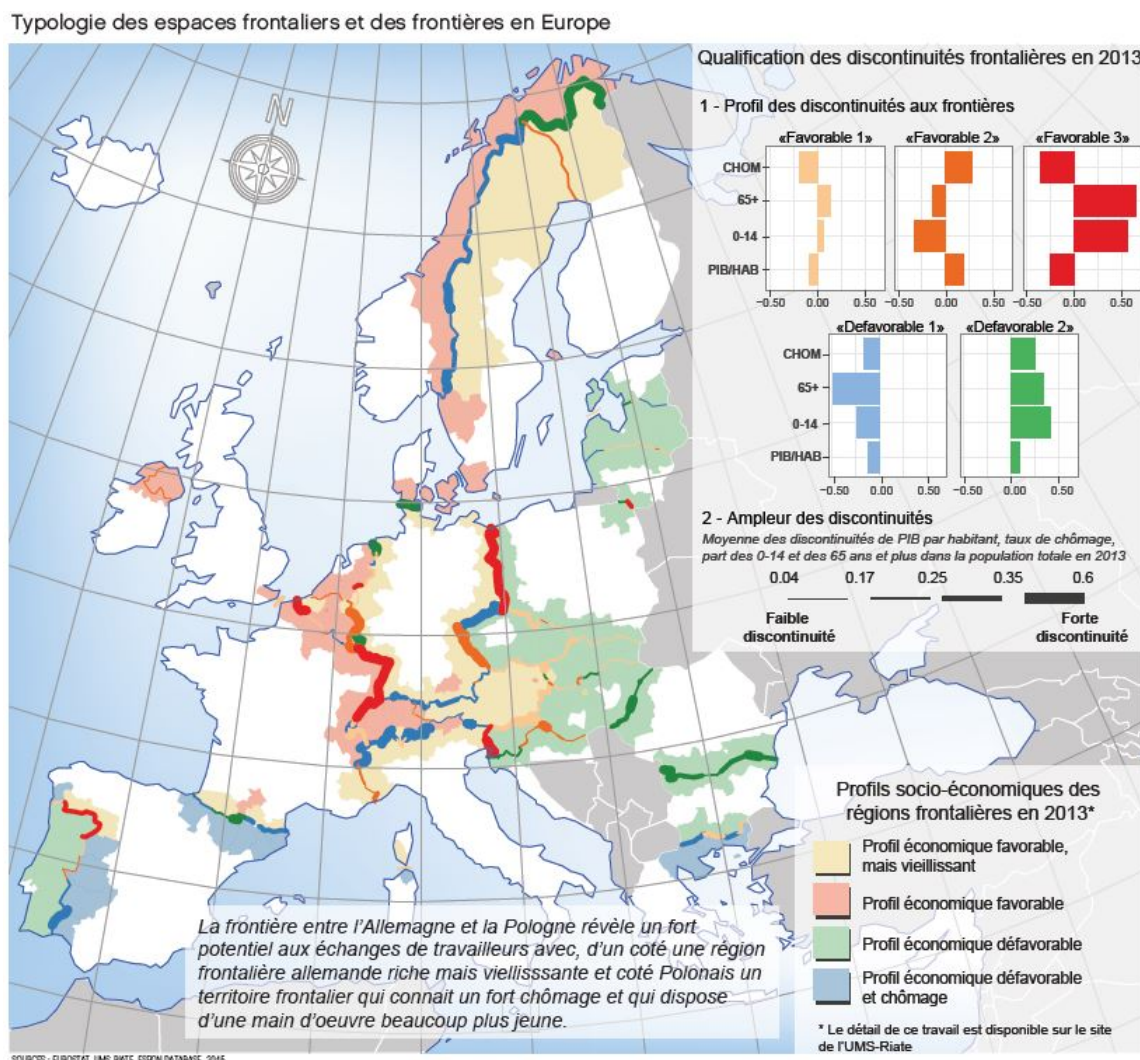 Typologie des espaces frontaliers et des frontières en Europe
N
Qualification des discontinuités frontalières en 2013
1 - Profil des discontinuités aux frontières
«Favorable 1» «Favorable 2» «Favorable 3»
CHOM
65+
0-14
PIB/HAB
−0.50 0.00 0.50 −0.50 0.00 0.50 −0.50 0.00 0.50
«Defavorable 1» «Defavorable 2»
CHOM
65+
0-14
PIB/HAB
−0.50 0.00 0.50 −0.50 0.00 0.50
2 - Ampleur des discontinuités
Moyenne des discontinuités de PIB par habitant, taux de chômage,
part des 0-14 et des 65 ans et plus dans la population totale en 2013
0.04 0.17 0.25 0.35 0.6
Faible discontinuité
Forte discontinuité
Profils socio-économiques des
régions frontalières en 2013*
Profil économique favorable,
mais vieillissant
Profil économique favorable
Profil économique défavorable
Profil économique défavorable
et chômage
* Le détail de ce travail est disponible sur le site
de l'UMS-Riate
La frontière entre l'Allemagne et la Pologne révèle un fort
potentiel aux échanges de travailleurs avec, d'un coté une région
frontalière allemande riche mais vieillisssante et coté Polonais un
territoire frontalier qui connait un fort chômage et qui dispose
d'une main d'oeuvre beaucoup plus jeune.
SOURCES : EUROSTAT, UMS RIATE, ESPON DATABASE, 2015